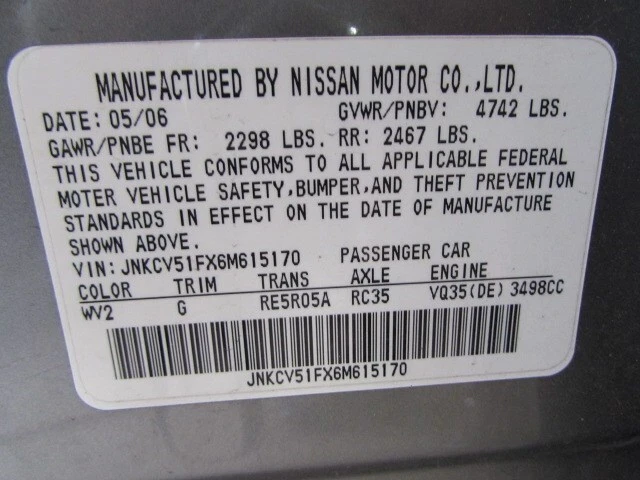 MANUFACTURED BY NISSAN MOTOR CO.,LTD.
DATE: 05/06 GVWR/PNBV: 4742 LBS.
GAWR/PNBE FR: 2298 LBS. RR: 2467 LBS.
THIS VEHICLE CONFORMS TO ALL APPLICABLE FEDERAL
MOTER VEHICLE SAFETY,BUMPER,AND THEFT PREVENTION
STANDARDS IN EFFECT ON THE DATE OF MANUFACTURE
SHOWN ABOVE.
VIN: JNKCV51FX6M615170 PASSENGER CAR
COLOR TRIM TRANS AXLE ENGINE
WV2 G RE5R05A RC35 VQ35(DE) 3498CC
JNKCV51FX6M615170